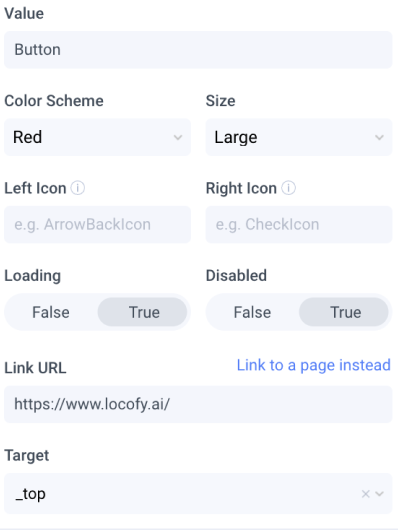 Value
Button
Color Scheme Size
Red Large
Left Icon ⓘ Right Icon ⓘ
e.g. ArrowBackIcon e.g. CheckIcon
Loading Disabled
False True False True
Link URL Link to a page instead
https://www.locofy.ai/
Target
_top